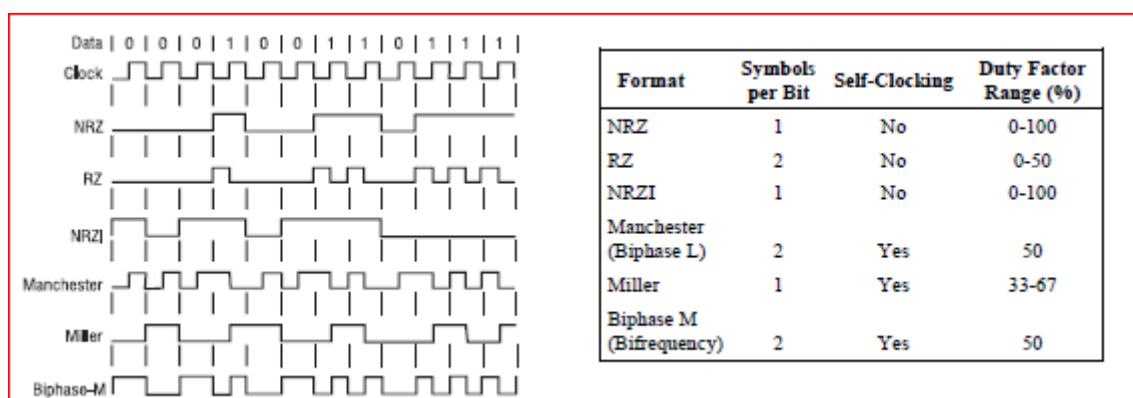 Data | 0 | 0 | 0 | 1 | 0 | 0 | 1 | 1 | 0 | 1 | 1 | 1 |
Clock
NRZ
RZ
NRZI
Manchester
Miller
Biphase-M
Format Symbols per Bit Self-Clocking Duty Factor Range (%)
NRZ 1 No 0-100
RZ 2 No 0-50
NRZI 1 No 0-100
Manchester
(Biphase L) 2 Yes 50
Miller 1 Yes 33-67
Biphase M
(Bifrequency) 2 Yes 50